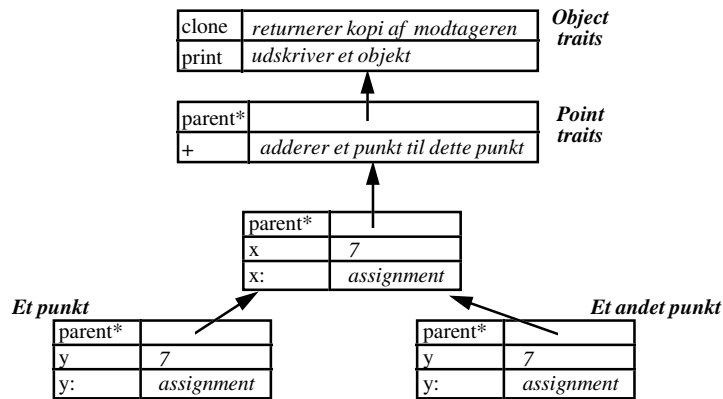 clone returnerer kopi af modtageren
print udskriver et objekt
Object
traits
parent*
+ adderer et punkt til dette punkt
Point
traits
parent*
x 7
x: assignment
Et punkt
parent*
y 7
y: assignment
Et andet punkt
parent*
y 7
y: assignment